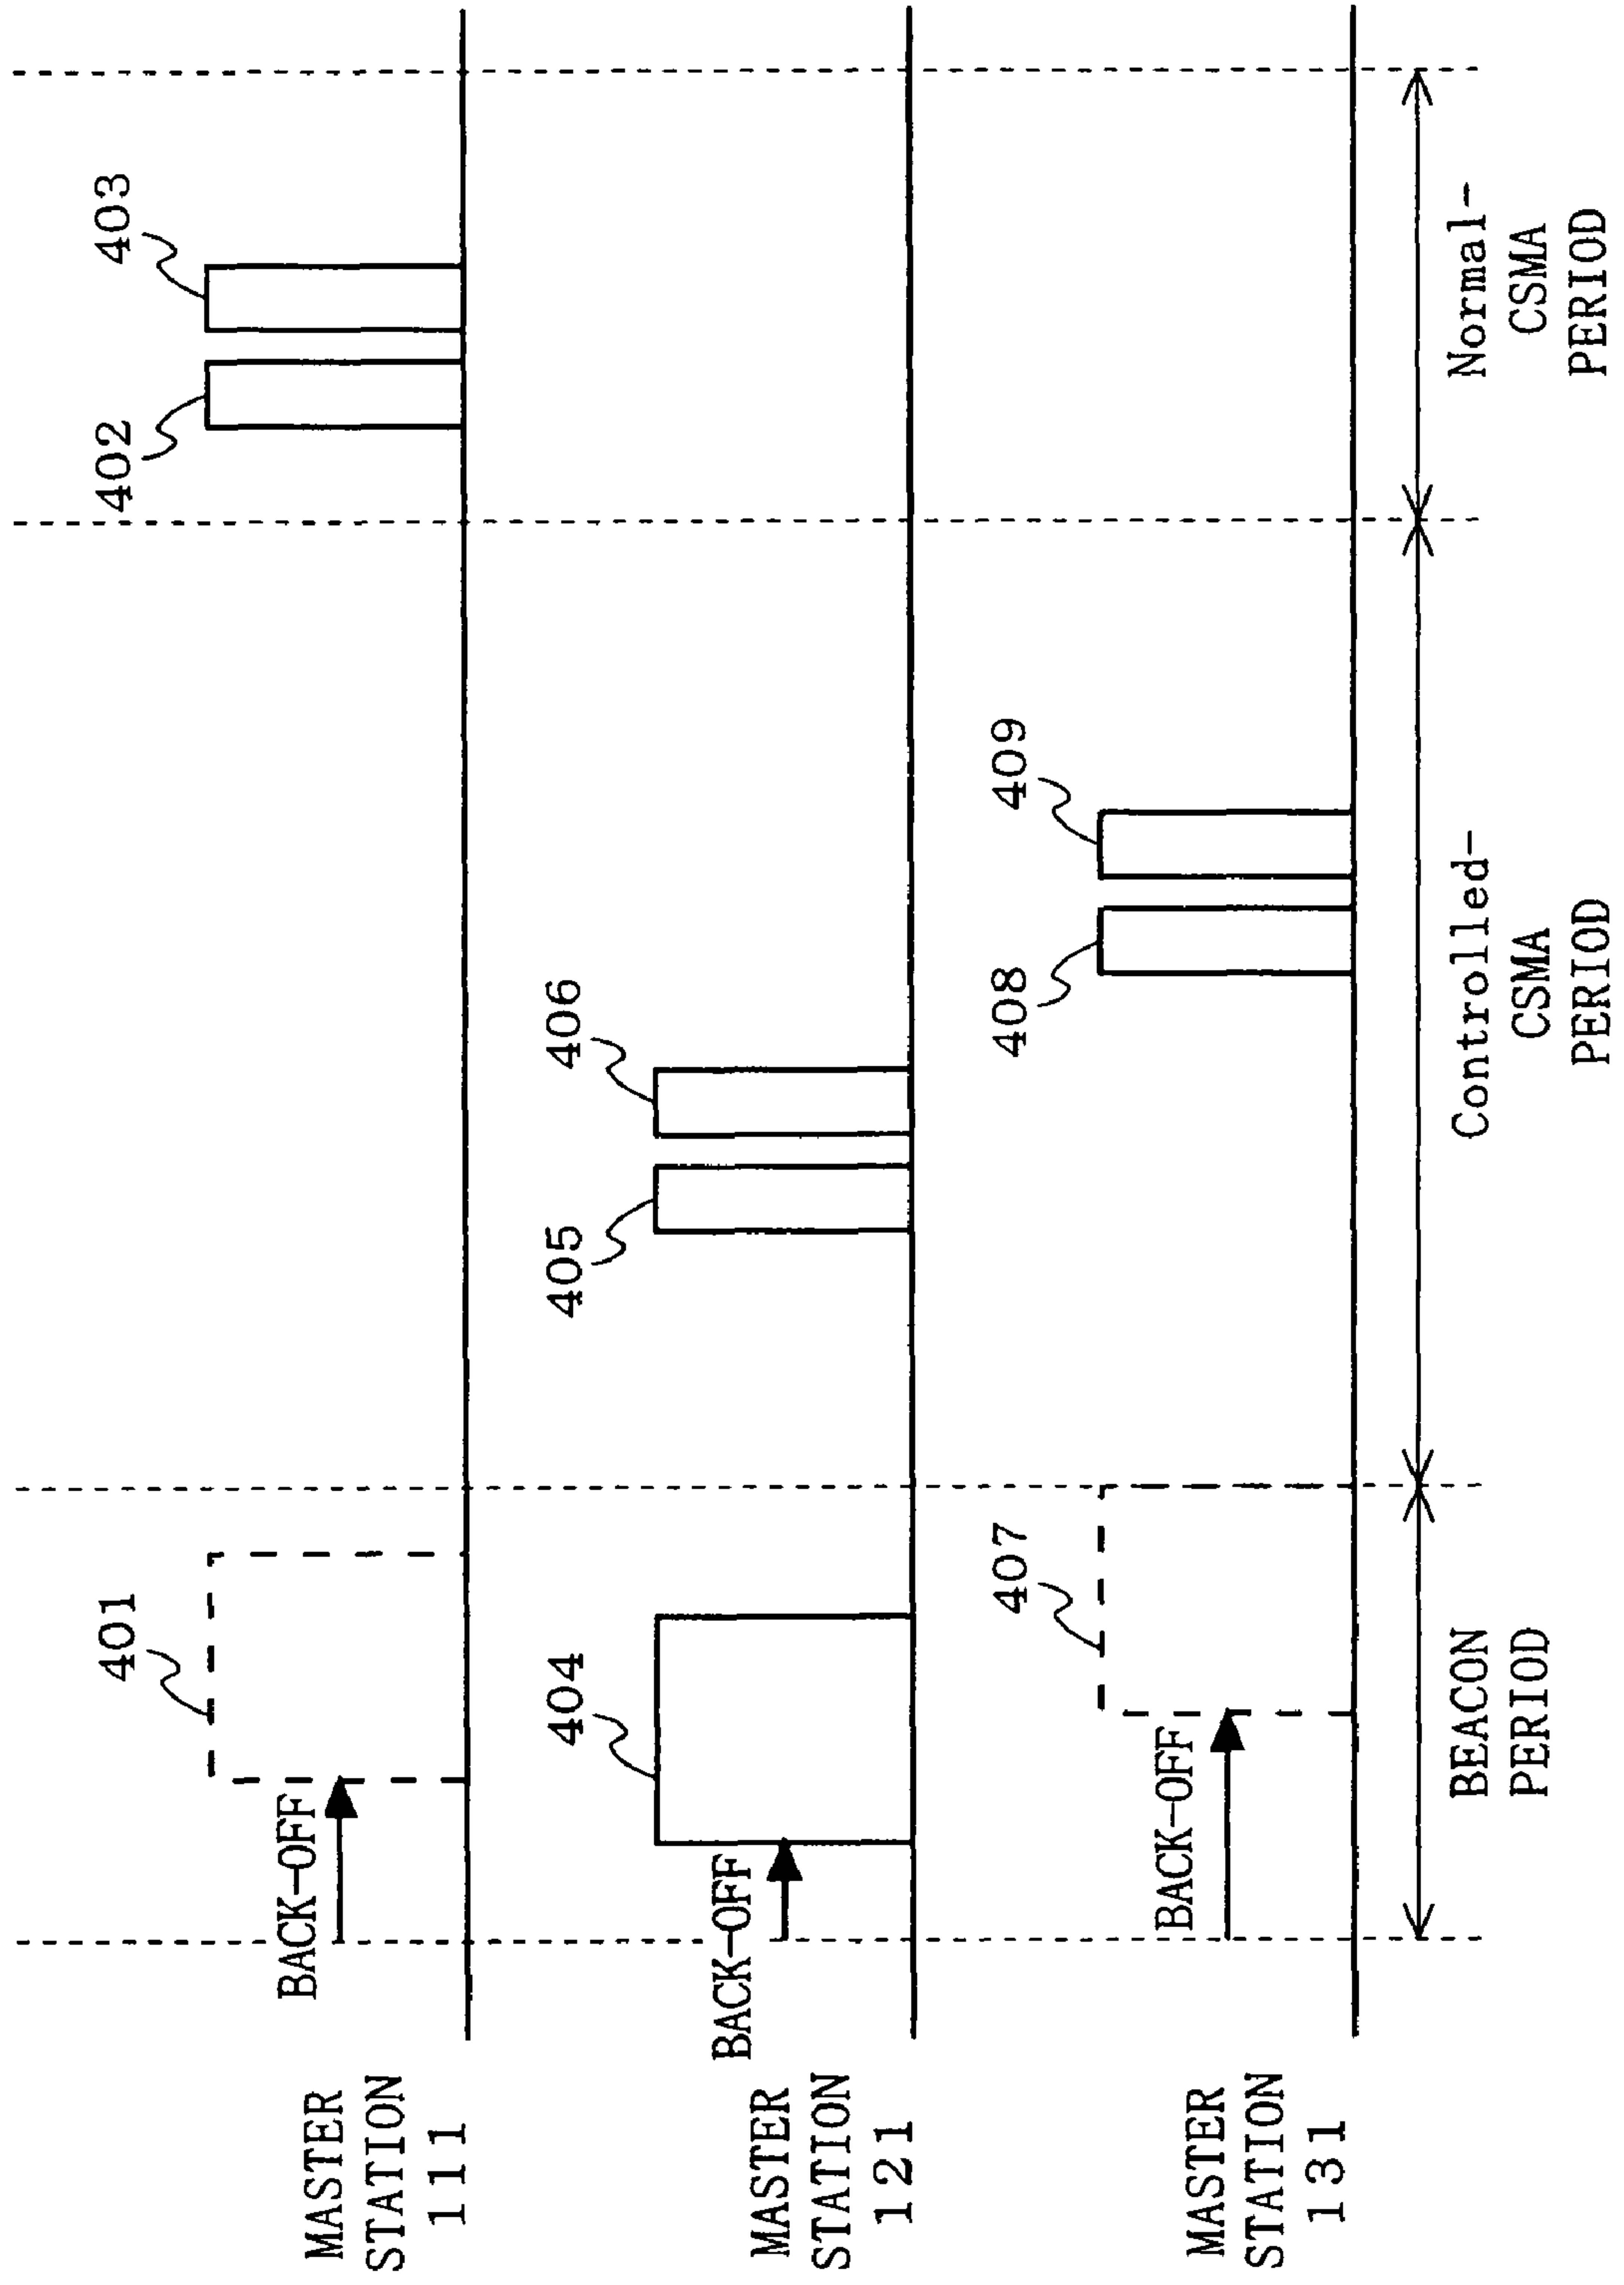 MASTER
STATION
111
BACK-OFF
401
402
403
MASTER
STATION
121
BACK-OFF
404
405
406
MASTER
STATION
131
BACK-OFF
407
408
409
BEACON
PERIOD
Controlled-
CSMA
PERIOD
Normal-
CSMA
PERIOD